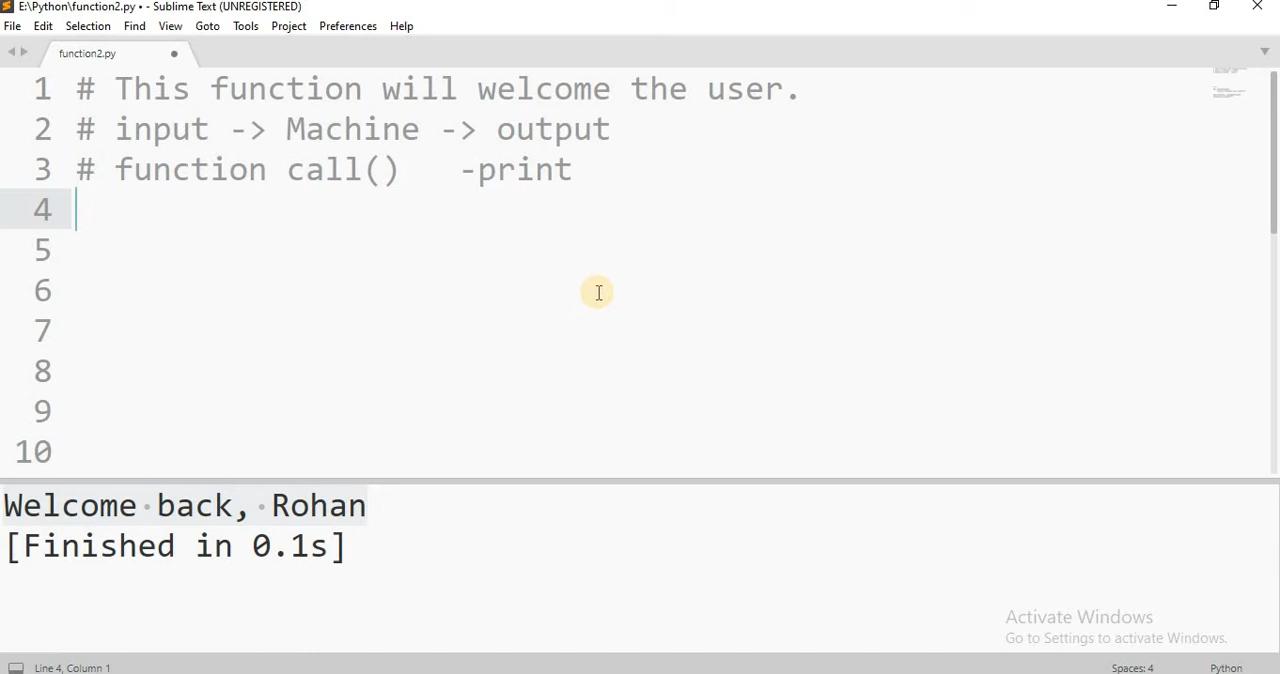 E:\Python\function2.py • - Sublime Text (UNREGISTERED)
File Edit Selection Find View Goto Tools Project Preferences Help
function2.py
1 # This function will welcome the user.
2 # input -> Machine -> output
3 # function call()   -print
4
5
6
7
8
9
10
Welcome back, Rohan
[Finished in 0.1s]
Activate Windows
Go to Settings to activate Windows.
Line 4, Column 1 Spaces: 4 Python